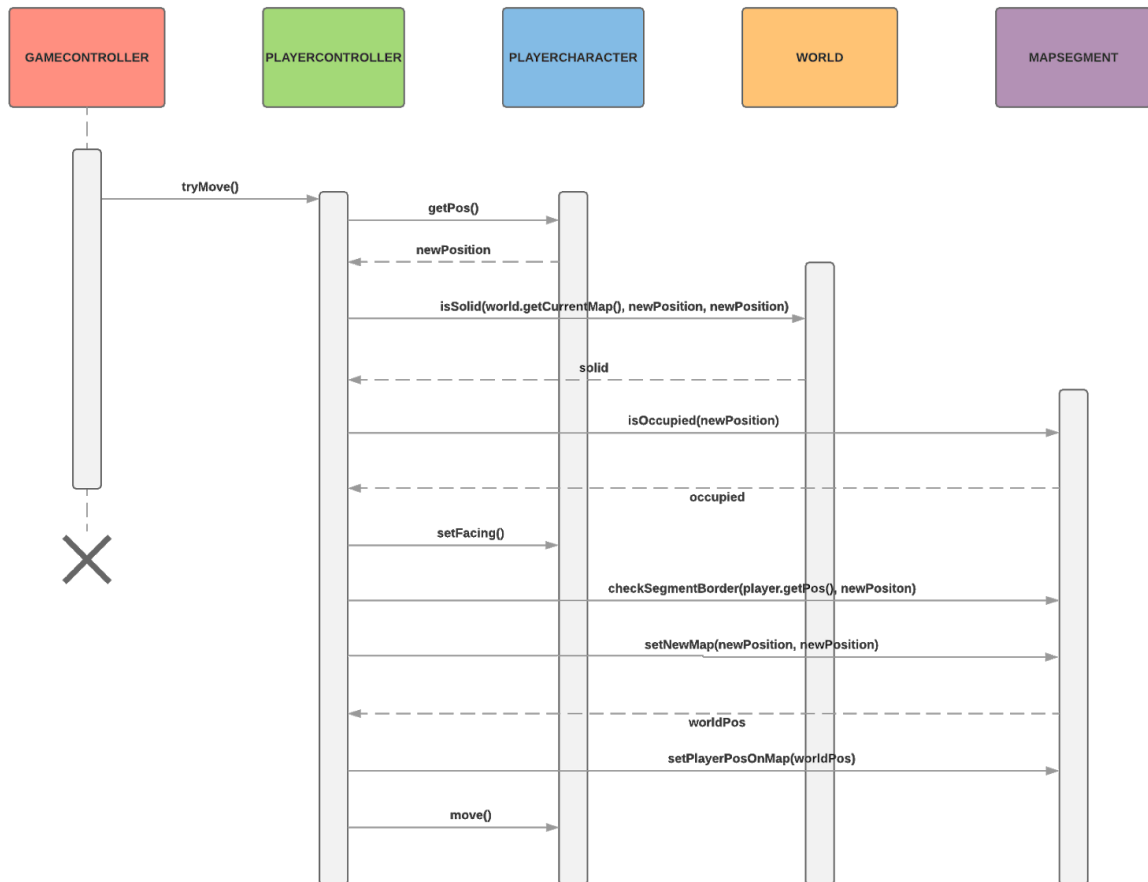 GAMECONTROLLER
PLAYERCONTROLLER
PLAYERCHARACTER
WORLD
MAPSEGMENT
tryMove()
getPos()
newPosition
isSolid(world.getCurrentMap(), newPosition, newPosition)
solid
isOccupied(newPosition)
occupied
setFacing()
checkSegmentBorder(player.getPos(), newPositon)
setNewMap(newPosition, newPosition)
worldPos
setPlayerPosOnMap(worldPos)
move()